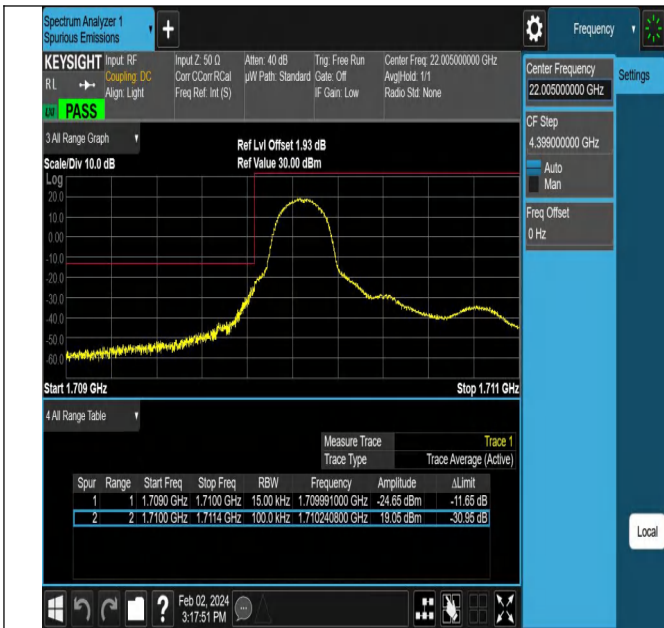 Spectrum Analyzer 1
Spurious Emissions
Frequency
KEYSIGHT
RL
PASS
Input: RF
Coupling: DC
Align: Light
Input Z: 50 Ω
Corr CCorr RCal
Freq Ref: Int (S)
Atten: 40 dB
µW Path: Standard
Trig: Free Run
Gate: Off
IF Gain: Low
Center Freq: 22.005000000 GHz
Avg|Hold: 1/1
Radio Std: None
Center Frequency
22.005000000 GHz
Settings
CF Step
4.399000000 GHz
Auto
Man
Freq Offset
0 Hz
3 All Range Graph
Scale/Div 10.0 dB
Ref Lvl Offset 1.93 dB
Ref Value 30.00 dBm
Log
20.0
10.0
0.00
-10.0
-20.0
-30.0
-40.0
-50.0
-60.0
Start 1.709 GHz
Stop 1.711 GHz
4 All Range Table
Measure Trace Trace 1
Trace Type Trace Average (Active)
Spur Range Start Freq Stop Freq RBW Frequency Amplitude ΔLimit
1 1 1.7090 GHz 1.7100 GHz 15.00 kHz 1.709991000 GHz -24.65 dBm -11.65 dB
2 2 1.7100 GHz 1.7114 GHz 100.0 kHz 1.710240800 GHz 19.05 dBm -30.95 dB
Local
Feb 02, 2024
3:17:51 PM